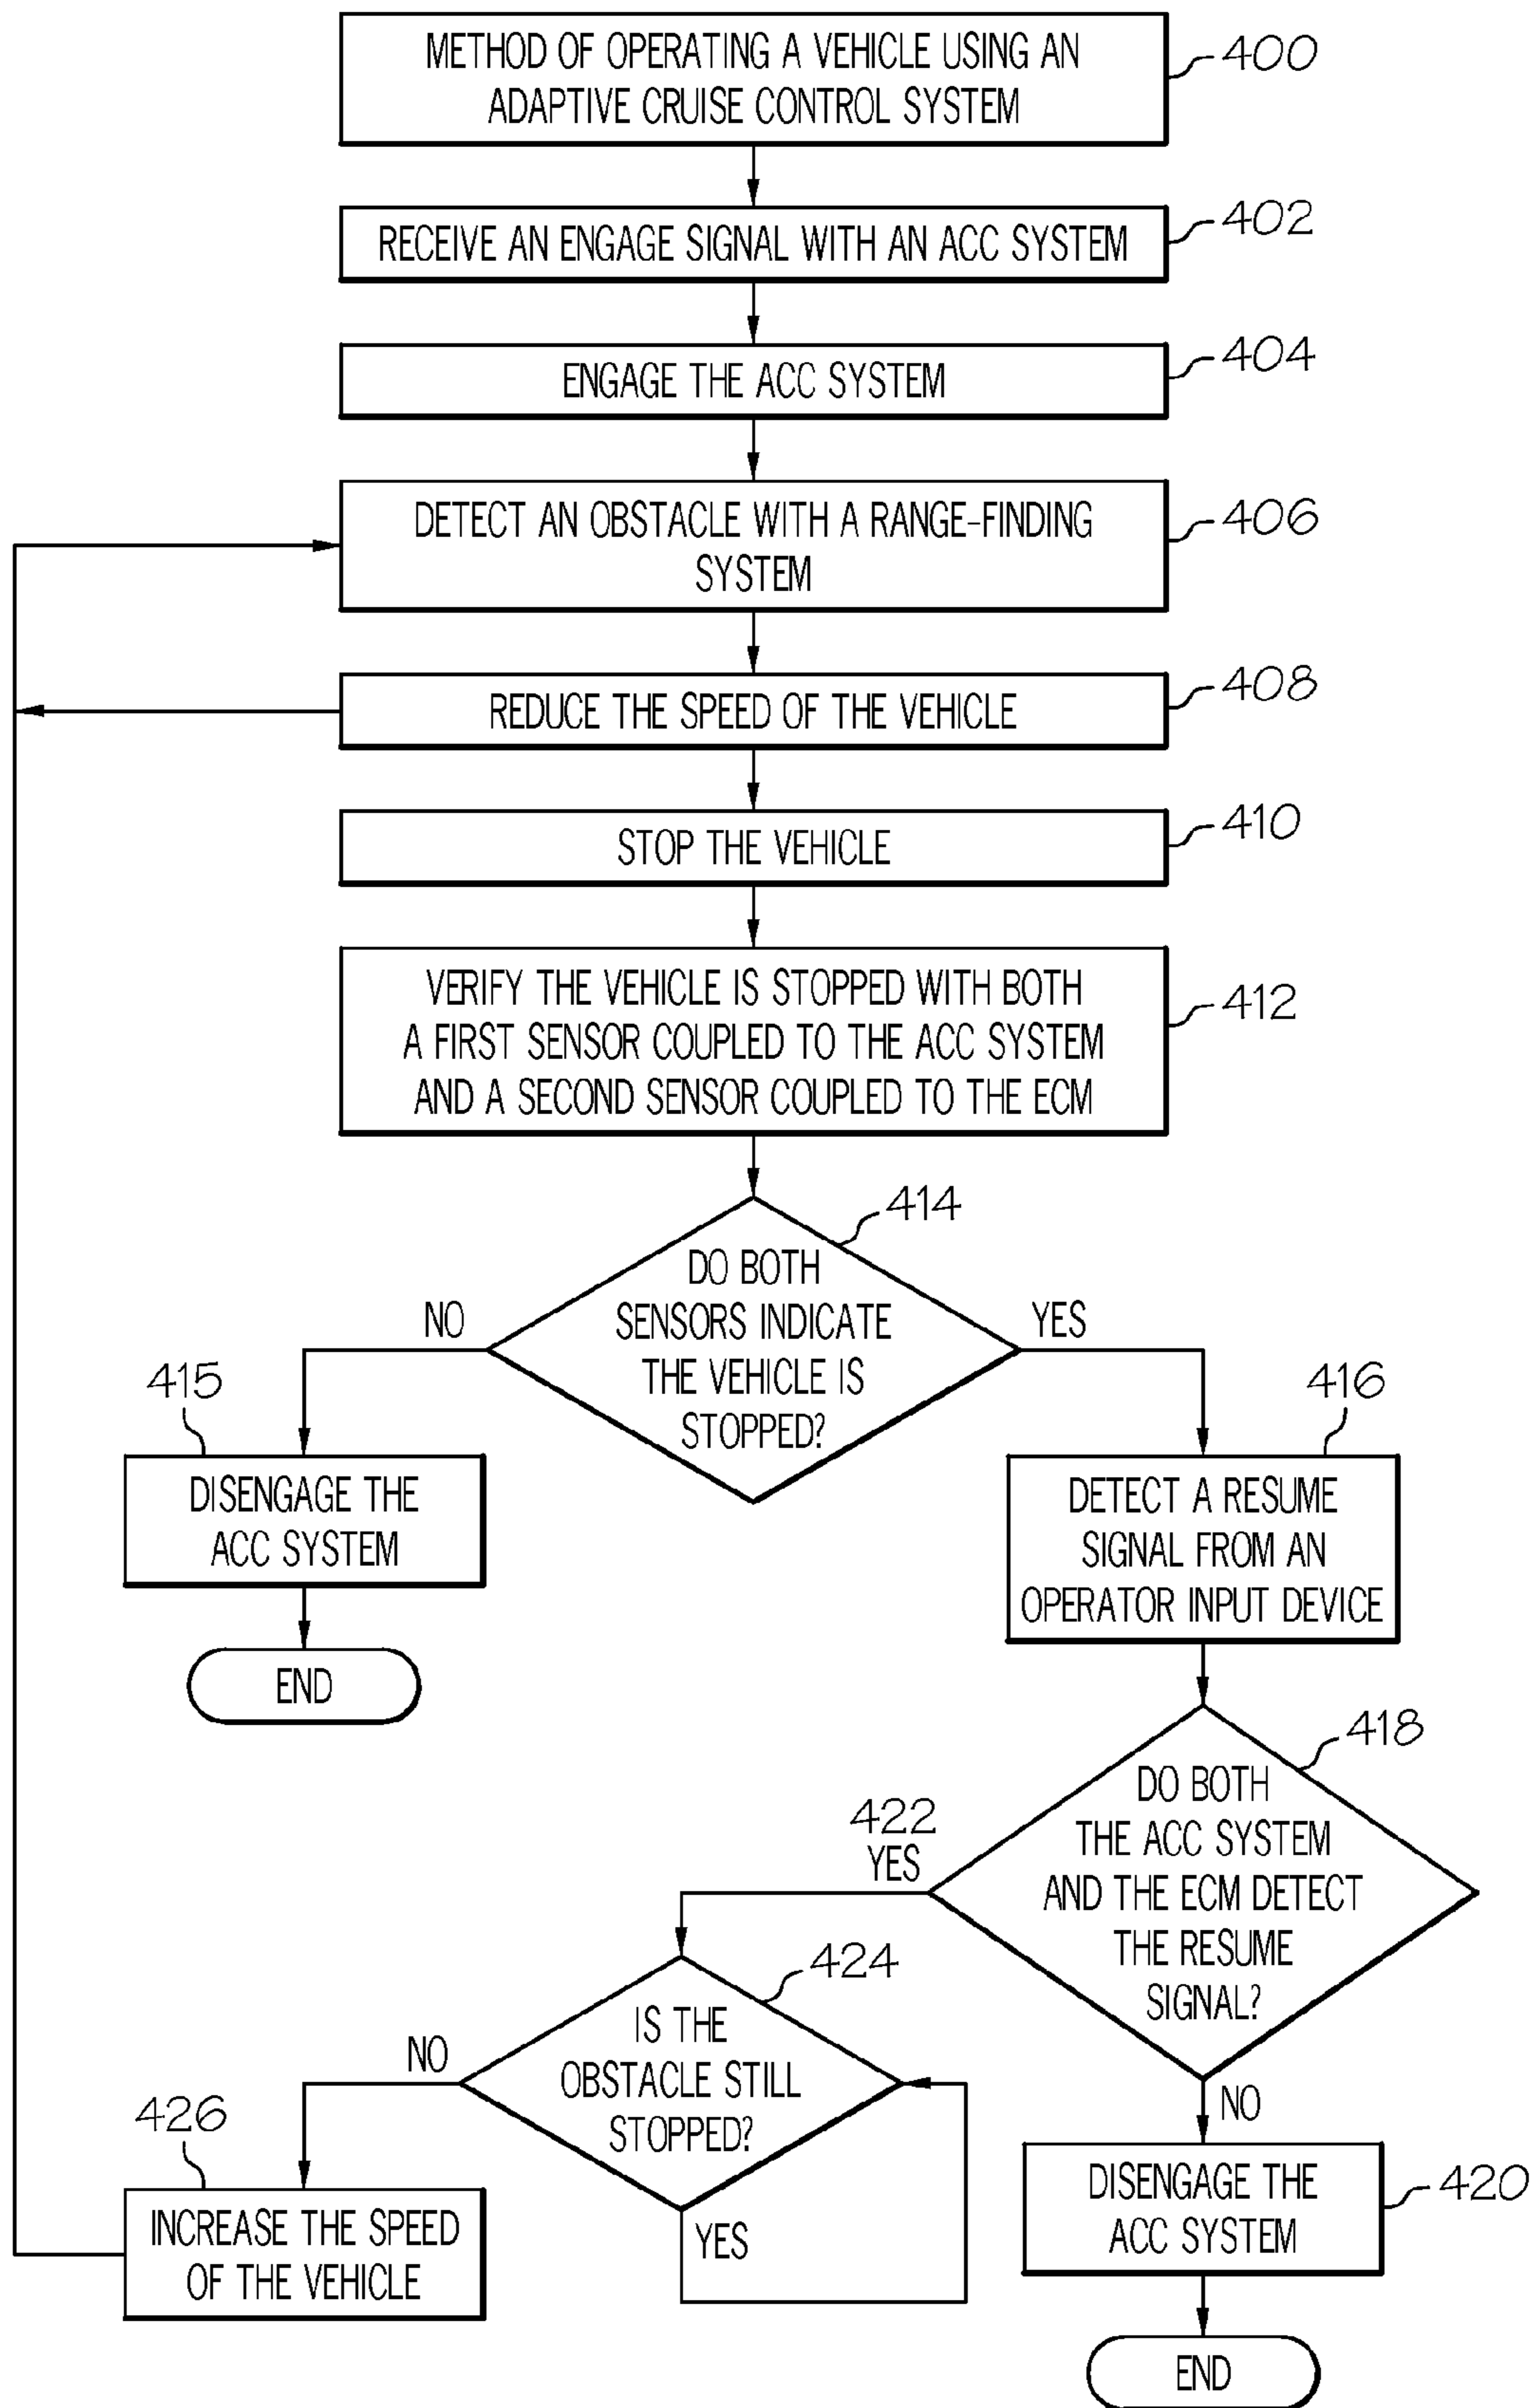 METHOD OF OPERATING A VEHICLE USING AN
ADAPTIVE CRUISE CONTROL SYSTEM
400
RECEIVE AN ENGAGE SIGNAL WITH AN ACC SYSTEM
402
ENGAGE THE ACC SYSTEM
404
DETECT AN OBSTACLE WITH A RANGE-FINDING
SYSTEM
406
REDUCE THE SPEED OF THE VEHICLE
408
STOP THE VEHICLE
410
VERIFY THE VEHICLE IS STOPPED WITH BOTH
A FIRST SENSOR COUPLED TO THE ACC SYSTEM
AND A SECOND SENSOR COUPLED TO THE ECM
412
414
DO BOTH
SENSORS INDICATE
THE VEHICLE IS
STOPPED?
NO
YES
415
DISENGAGE THE
ACC SYSTEM
END
416
DETECT A RESUME
SIGNAL FROM AN
OPERATOR INPUT DEVICE
418
DO BOTH
THE ACC SYSTEM
AND THE ECM DETECT
THE RESUME
SIGNAL?
422
YES
424
IS THE
OBSTACLE STILL
STOPPED?
NO
YES
426
INCREASE THE SPEED
OF THE VEHICLE
NO
DISENGAGE THE
ACC SYSTEM
420
END